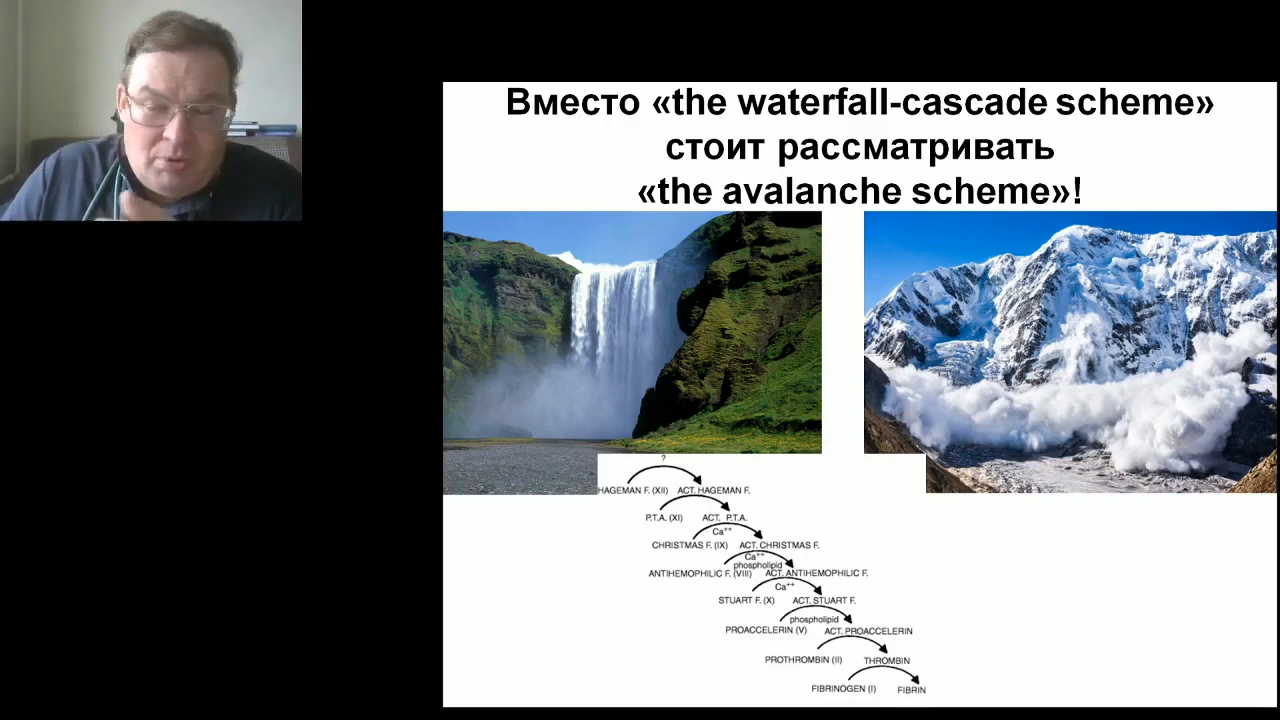 Вместо «the waterfall-cascade scheme»
стоит рассматривать
«the avalanche scheme»!
?
HAGEMAN F. (XII) ACT. HAGEMAN F.
P.T.A. (XI) ACT. P.T.A.
Ca⁺⁺
CHRISTMAS F. (IX) ACT. CHRISTMAS F.
Ca⁺⁺
phospholipid
ANTIHEMOPHILIC F. (VIII) ACT. ANTIHEMOPHILIC F.
Ca⁺⁺
STUART F. (X) ACT. STUART F.
phospholipid
PROACCELERIN (V) ACT. PROACCELERIN
PROTHROMBIN (II) THROMBIN
FIBRINOGEN (I) FIBRIN